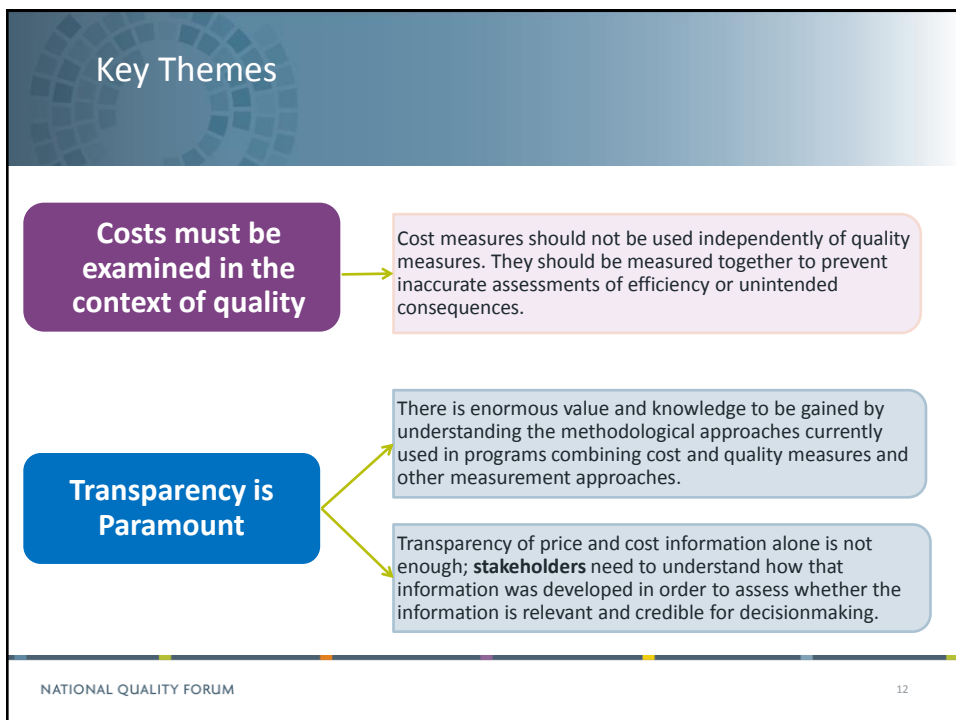 Key Themes
Costs must be
examined in the
context of quality
Cost measures should not be used independently of quality
measures. They should be measured together to prevent
inaccurate assessments of efficiency or unintended
consequences.
There is enormous value and knowledge to be gained by
understanding the methodological approaches currently
used in programs combining cost and quality measures and
other measurement approaches.
Transparency is
Paramount
Transparency of price and cost information alone is not
enough; stakeholders need to understand how that
information was developed in order to assess whether the
information is relevant and credible for decisionmaking.
NATIONAL QUALITY FORUM
12